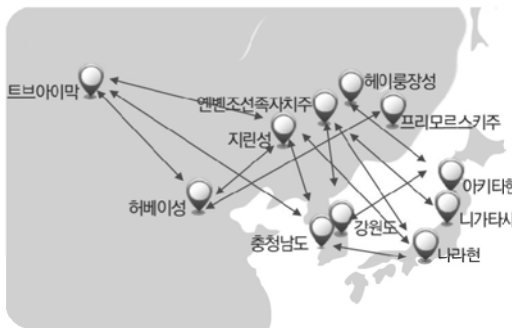 트브아이막
헤이룽장성
옌볜조선족자치주
프리모르스키주
지린성
아키타현
허베이성
니가타시
강원도
충청남도
나라현